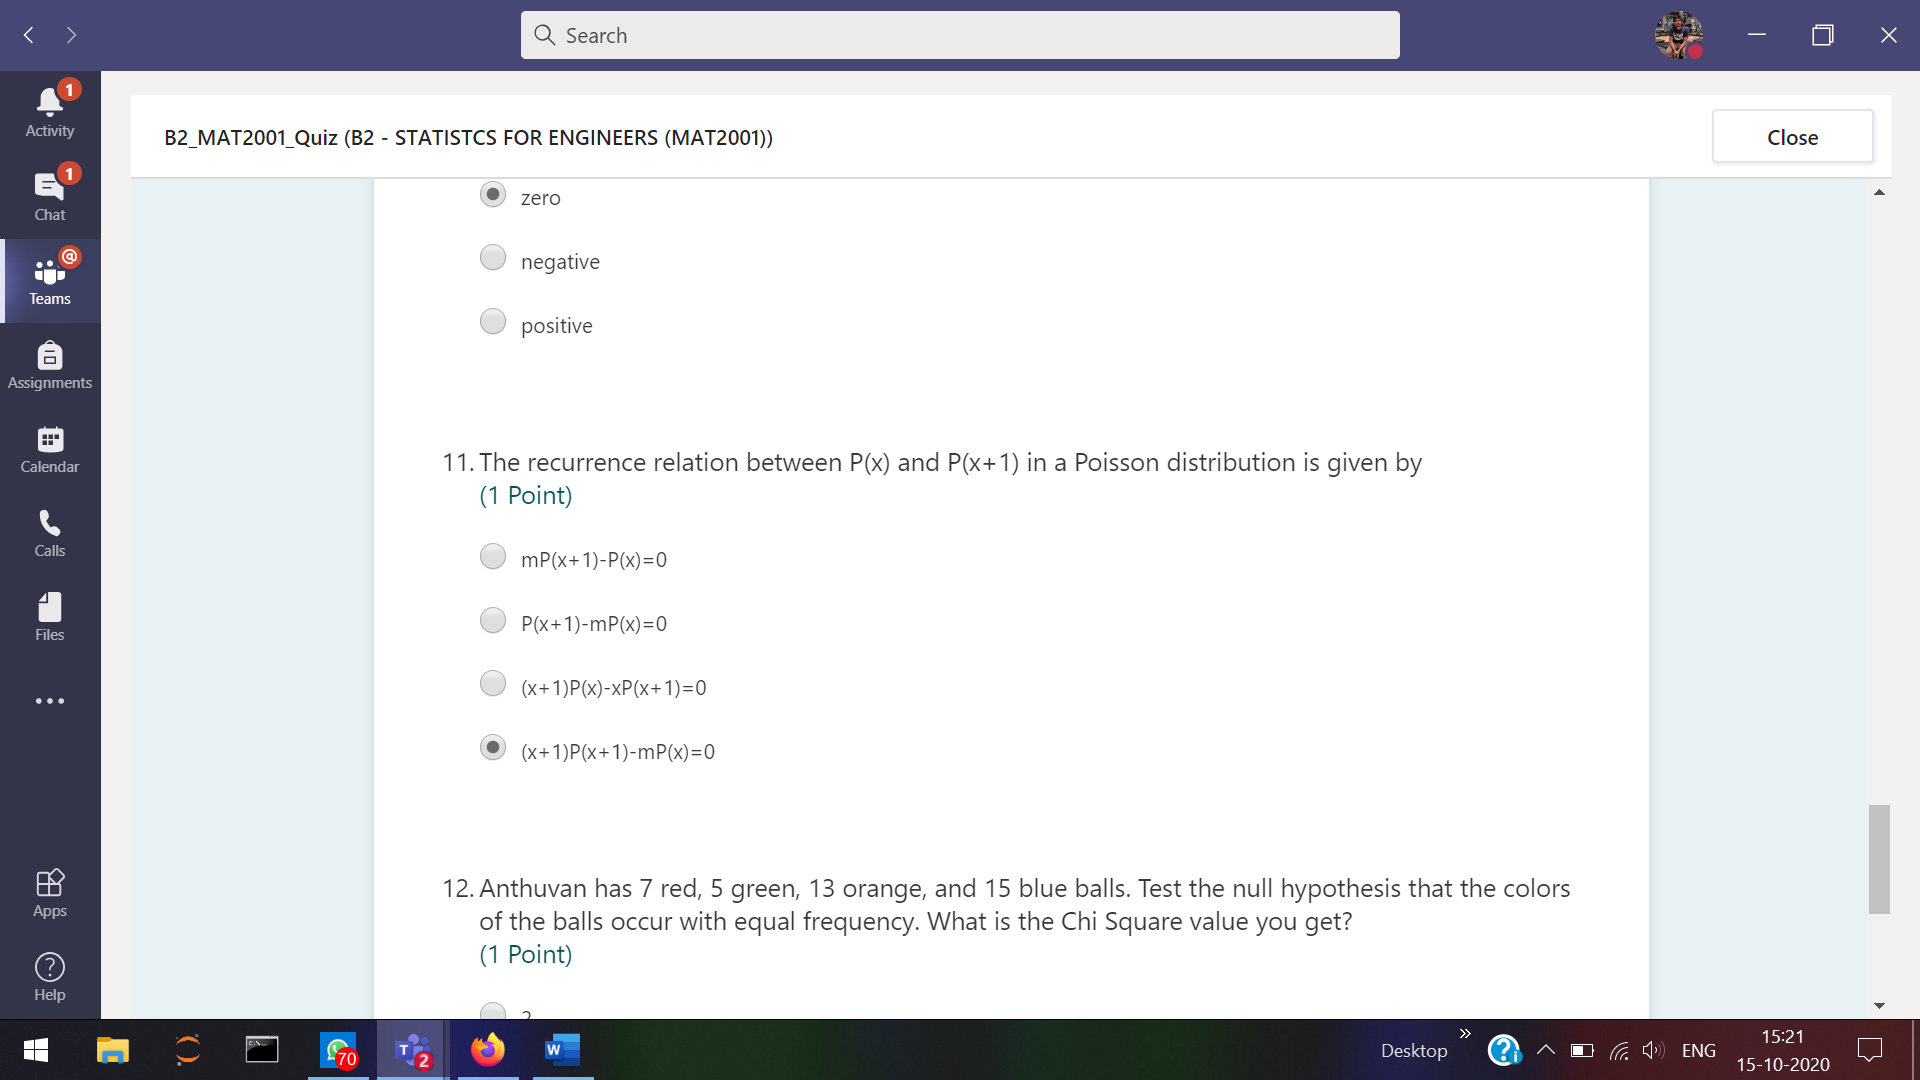 Search
1
Activity
1
Chat
@
Teams
Assignments
Calendar
Calls
Files
Apps
Help
B2_MAT2001_Quiz (B2 - STATISTCS FOR ENGINEERS (MAT2001))
Close
zero
negative
positive
11. The recurrence relation between P(x) and P(x+1) in a Poisson distribution is given by
(1 Point)
mP(x+1)-P(x)=0
P(x+1)-mP(x)=0
(x+1)P(x)-xP(x+1)=0
(x+1)P(x+1)-mP(x)=0
12. Anthuvan has 7 red, 5 green, 13 orange, and 15 blue balls. Test the null hypothesis that the colors
of the balls occur with equal frequency. What is the Chi Square value you get?
(1 Point)
70
T
2
W
Desktop
ENG
15:21
15-10-2020